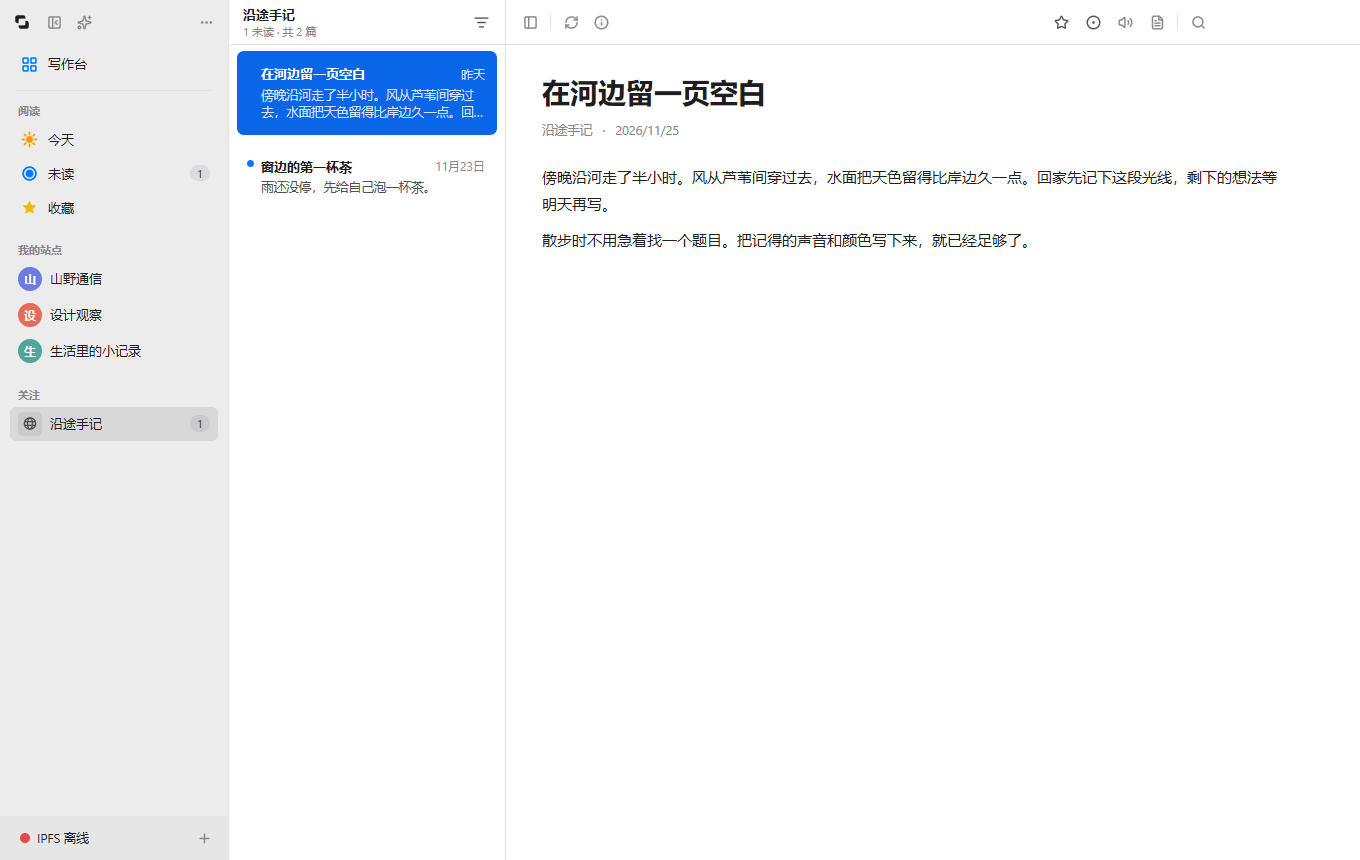 写作台
阅读
今天
未读 1
收藏
我的站点
山 山野通信
设 设计观察
生 生活里的小记录
关注
沿途手记 1
IPFS 离线
沿途手记
1 未读 · 共 2 篇
在河边留一页空白 昨天
傍晚沿河走了半小时。风从芦苇间穿过
去，水面把天色留得比岸边久一点。回...
窗边的第一杯茶 11月23日
雨还没停，先给自己泡一杯茶。
在河边留一页空白
沿途手记 · 2026/11/25
傍晚沿河走了半小时。风从芦苇间穿过去，水面把天色留得比岸边久一点。回家先记下这段光线，剩下的想法等
明天再写。
散步时不用急着找一个题目。把记得的声音和颜色写下来，就已经足够了。